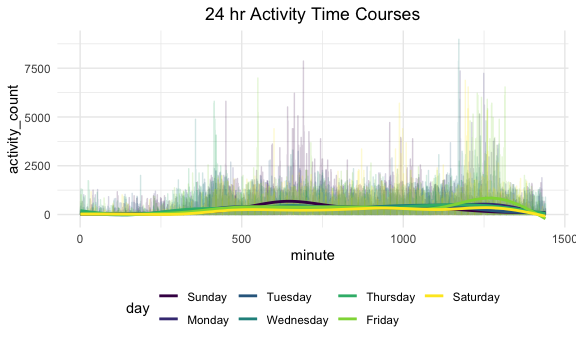 24 hr Activity Time Courses
activity_count
7500
5000
2500
0
0 500 1000 1500
minute
day
Sunday Tuesday Thursday Saturday
Monday Wednesday Friday